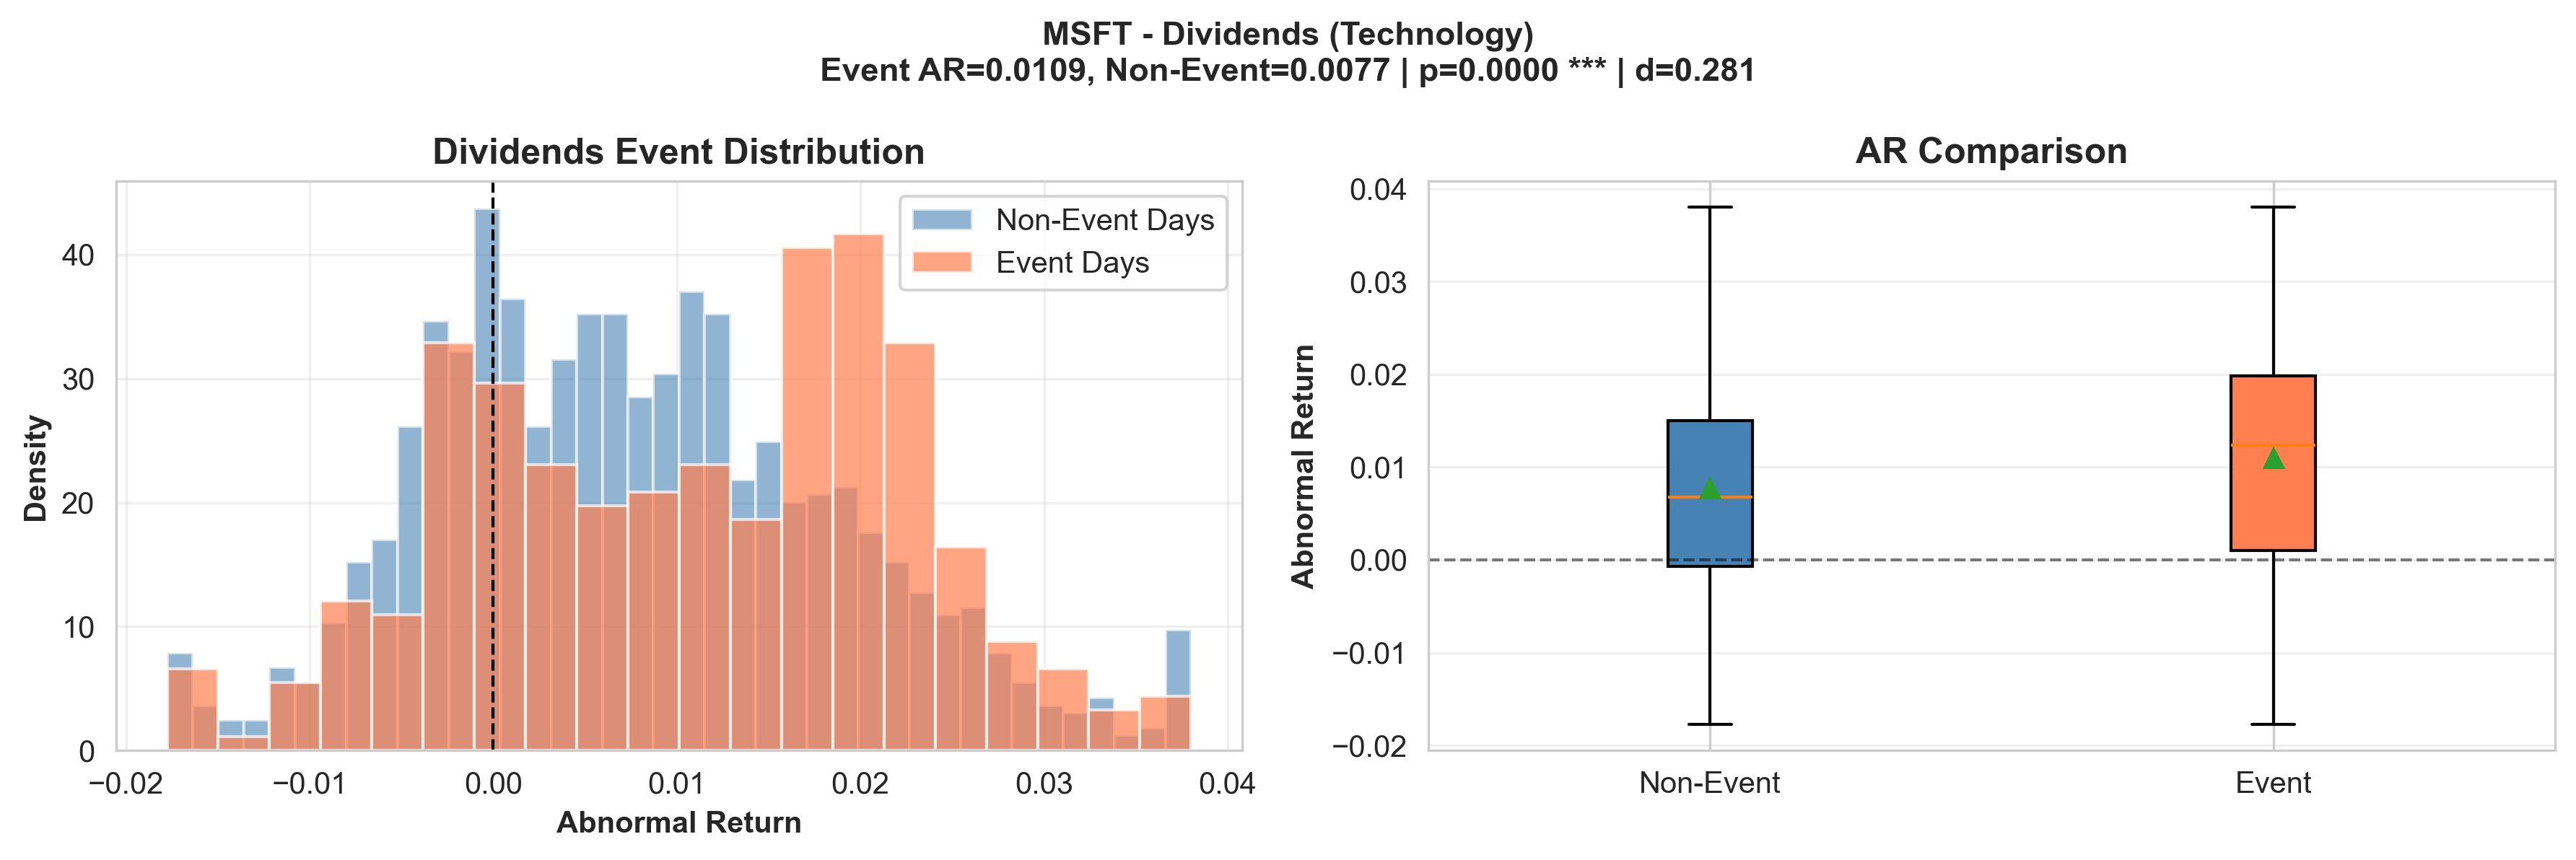 MSFT - Dividends (Technology)
Event AR=0.0109, Non-Event=0.0077 | p=0.0000 *** | d=0.281
Dividends Event Distribution
Density
40
30
20
10
0
Non-Event Days
Event Days
−0.02
−0.01
0.00
0.01
0.02
0.03
0.04
Abnormal Return
AR Comparison
Abnormal Return
0.04
0.03
0.02
0.01
0.00
−0.01
−0.02
Non-Event
Event